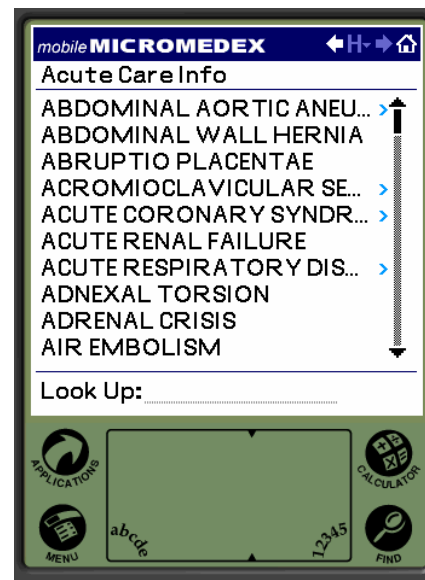 mobile MICROMEDEX H
Acute Care Info
ABDOMINAL AORTIC ANEU... >
ABDOMINAL WALL HERNIA
ABRUPTIO PLACENTAE
ACROMIOCLAVICULAR SE... >
ACUTE CORONARY SYNDR... >
ACUTE RENAL FAILURE
ACUTE RESPIRATORY DIS... >
ADNEXAL TORSION
ADRENAL CRISIS
AIR EMBOLISM
Look Up:
APPLICATIONS
CALCULATOR
MENU
abcde
12345
FIND